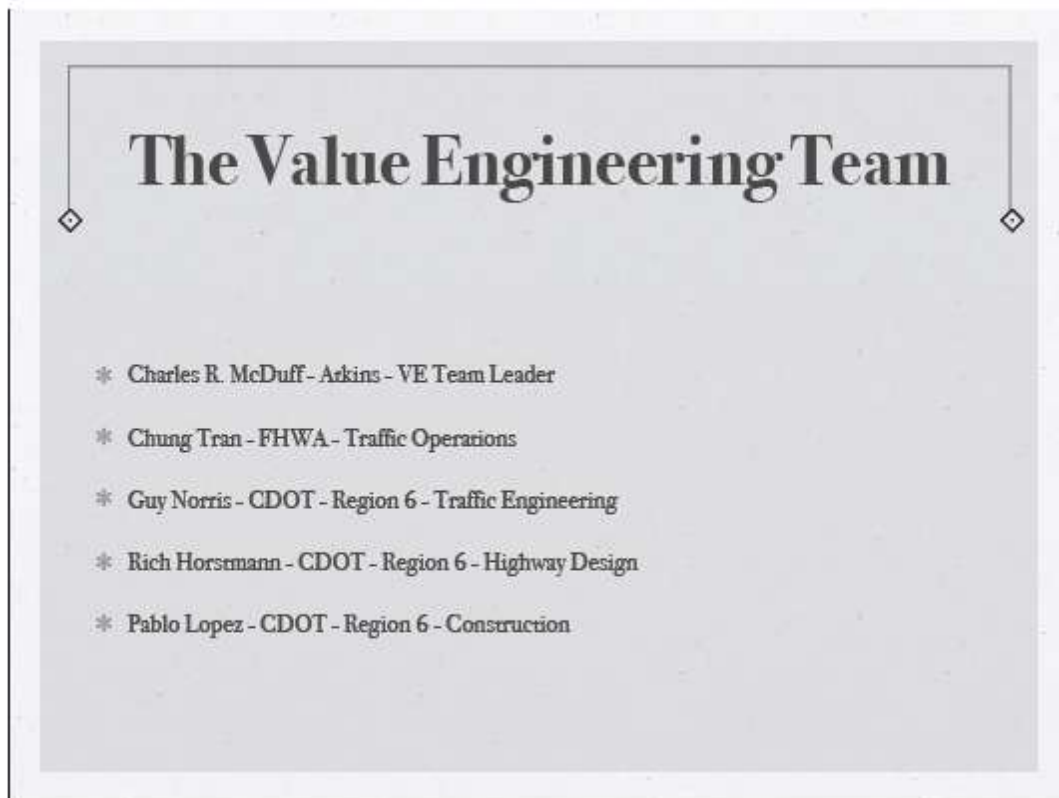 The Value Engineering Team
Charles R. McDuff - Atkins - VE Team Leader
Chung Tran - FHWA - Traffic Operations
Guy Norris - CDOT - Region 6 - Traffic Engineering
Rich Horstmann - CDOT - Region 6 - Highway Design
Pablo Lopez - CDOT - Region 6 - Construction